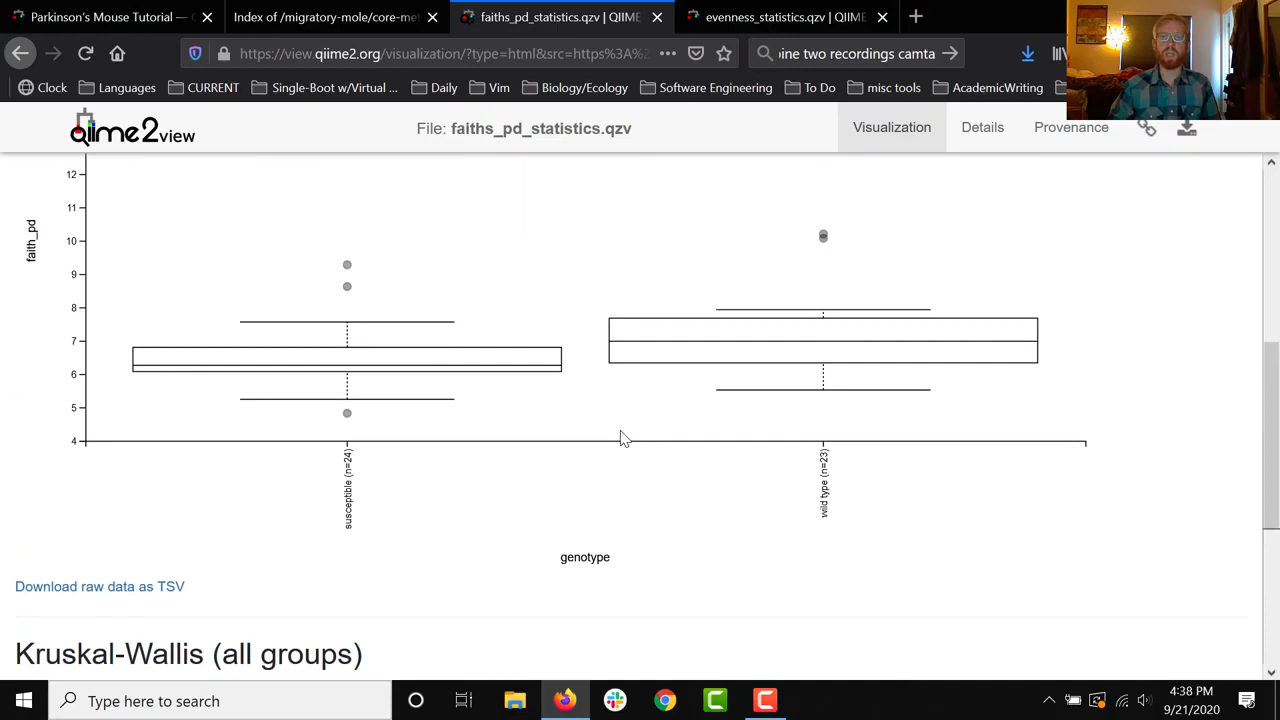 Parkinson's Mouse Tutorial —
Index of /migratory-mole/core-met
faiths_pd_statistics.qzv | QIIME
evenness_statistics.qzv | QIIME
https://view.qiime2.org/visualization/?type=html&src=https%3A%2
ine two recordings camta
Clock
Languages
CURRENT
Single-Boot w/Vin...
Daily
Vim
Biology/Ecology
Software Engineering
To Do
misc tools
AcademicWriting
qiime2view
File: faiths_pd_statistics.qzv
Visualization
Details
Provenance
12
11
10
9
8
7
6
5
4
faith_pd
susceptible (n=24)
wild type (n=23)
genotype
Download raw data as TSV
Kruskal-Wallis (all groups)
Type here to search
4:38 PM
9/21/2020